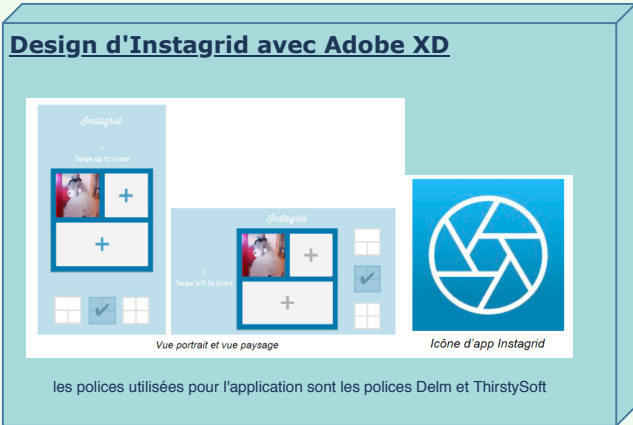 Design d'Instagrid avec Adobe XD
Instagrid
Swipe up to share
Instagrid
Swipe left to share
Vue portrait et vue paysage
Icône d'app Instagrid
les polices utilisées pour l'application sont les polices Delm et ThirstySoft